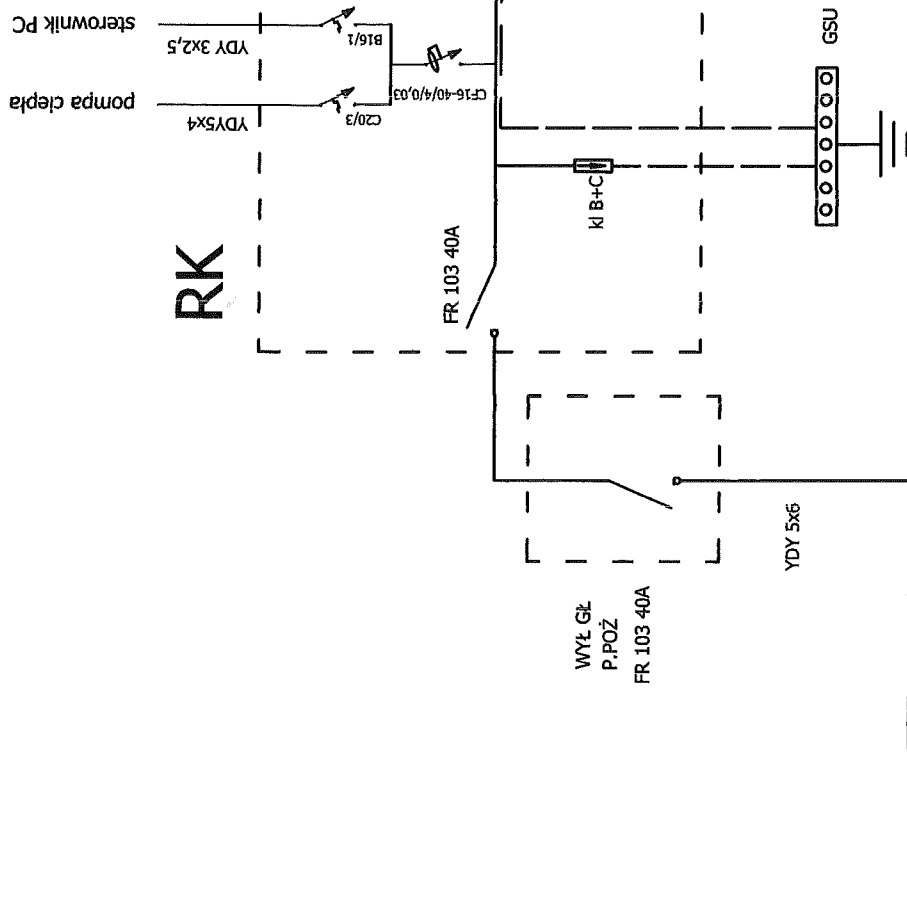 sterownik PC
YDY 3x2,5
B16/1
pompa ciepła
YDY5x4
C20/3
CF16-40/4/0,03
GSU
kl B+C
RK
FR 103 40A
WYŁ GŁ
P.POŻ
FR 103 40A
YDY 5x6